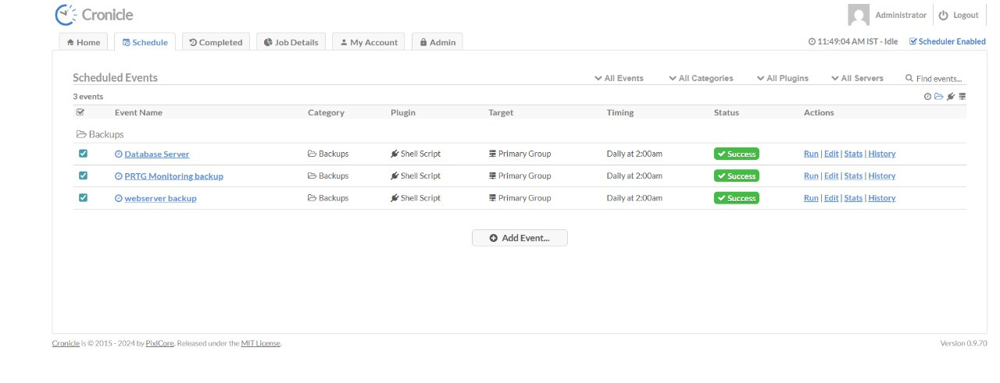 Cronicle
Administrator Logout
Home Schedule Completed Job Details My Account Admin 11:49:04 AM IST - Idle Scheduler Enabled
Scheduled Events All Events All Categories All Plugins All Servers Find events...
3 events
Event Name Category Plugin Target Timing Status Actions
Backups
Database Server Backups Shell Script Primary Group Daily at 2:00am Success Run | Edit | Stats | History
PRTG Monitoring backup Backups Shell Script Primary Group Daily at 2:00am Success Run | Edit | Stats | History
webserver backup Backups Shell Script Primary Group Daily at 2:00am Success Run | Edit | Stats | History
Add Event...
Cronicle is © 2015 - 2024 by PixlCore. Released under the MIT License. Version 0.9.70